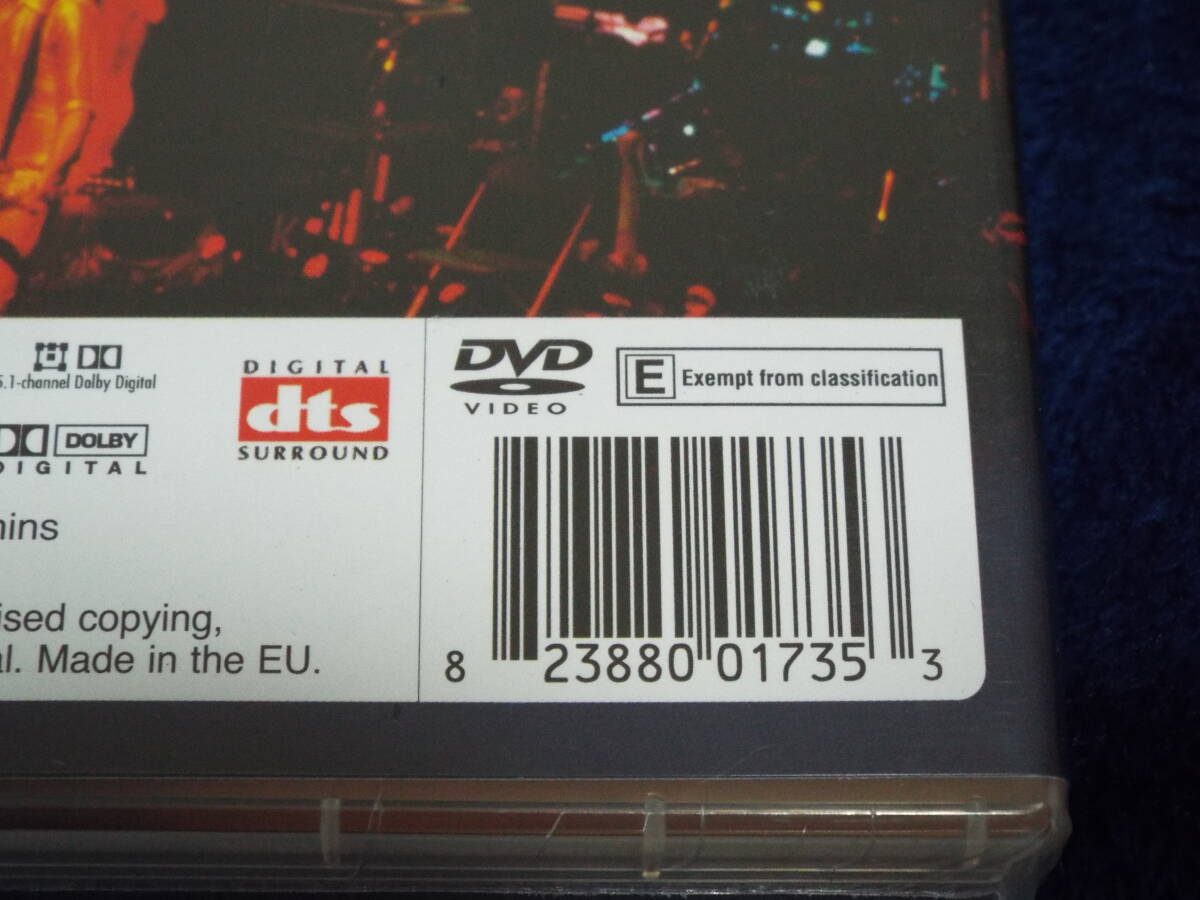 5.1-channel Dolby Digital
DOLBY
DIGITAL
DIGITAL
dts
SURROUND
mins
ised copying,
al. Made in the EU.
DVD
VIDEO
E Exempt from classification
8 23880 01735 3